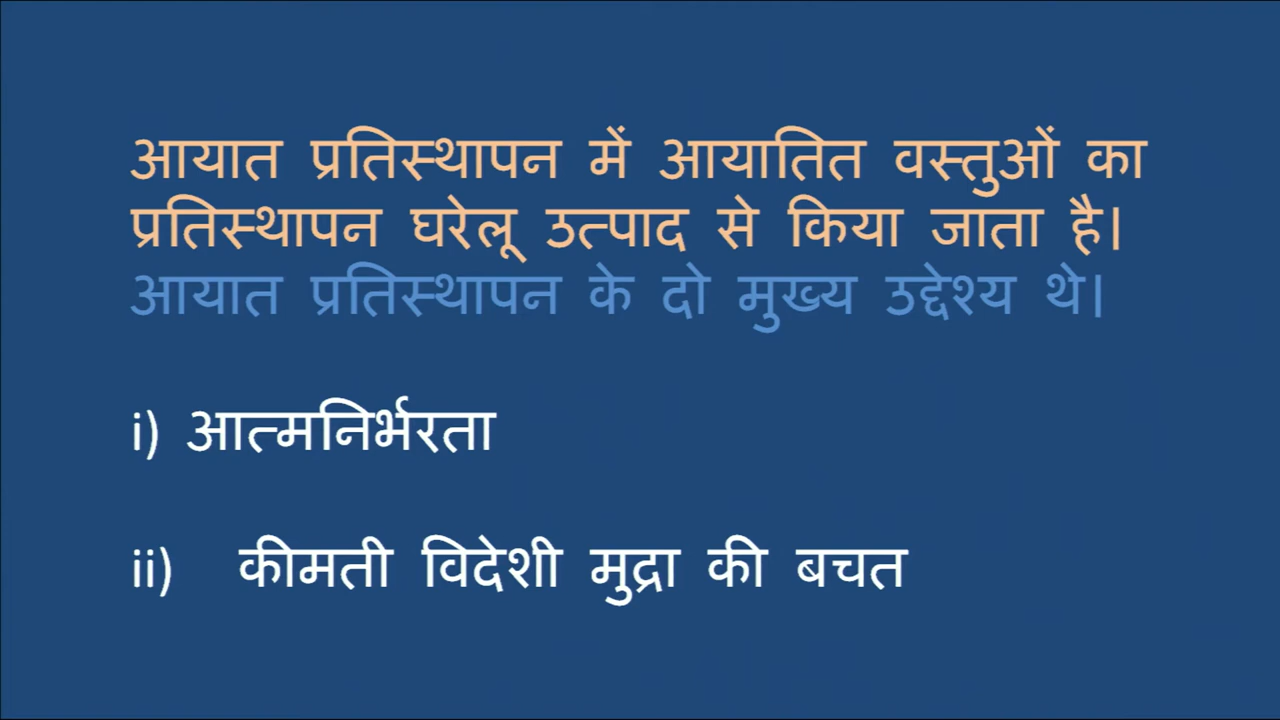 आयात प्रतिस्थापन में आयातित वस्तुओं का
प्रतिस्थापन घरेलू उत्पाद से किया जाता है।
आयात प्रतिस्थापन के दो मुख्य उद्देश्य थे।
i) आत्मनिर्भरता
ii) कीमती विदेशी मुद्रा की बचत